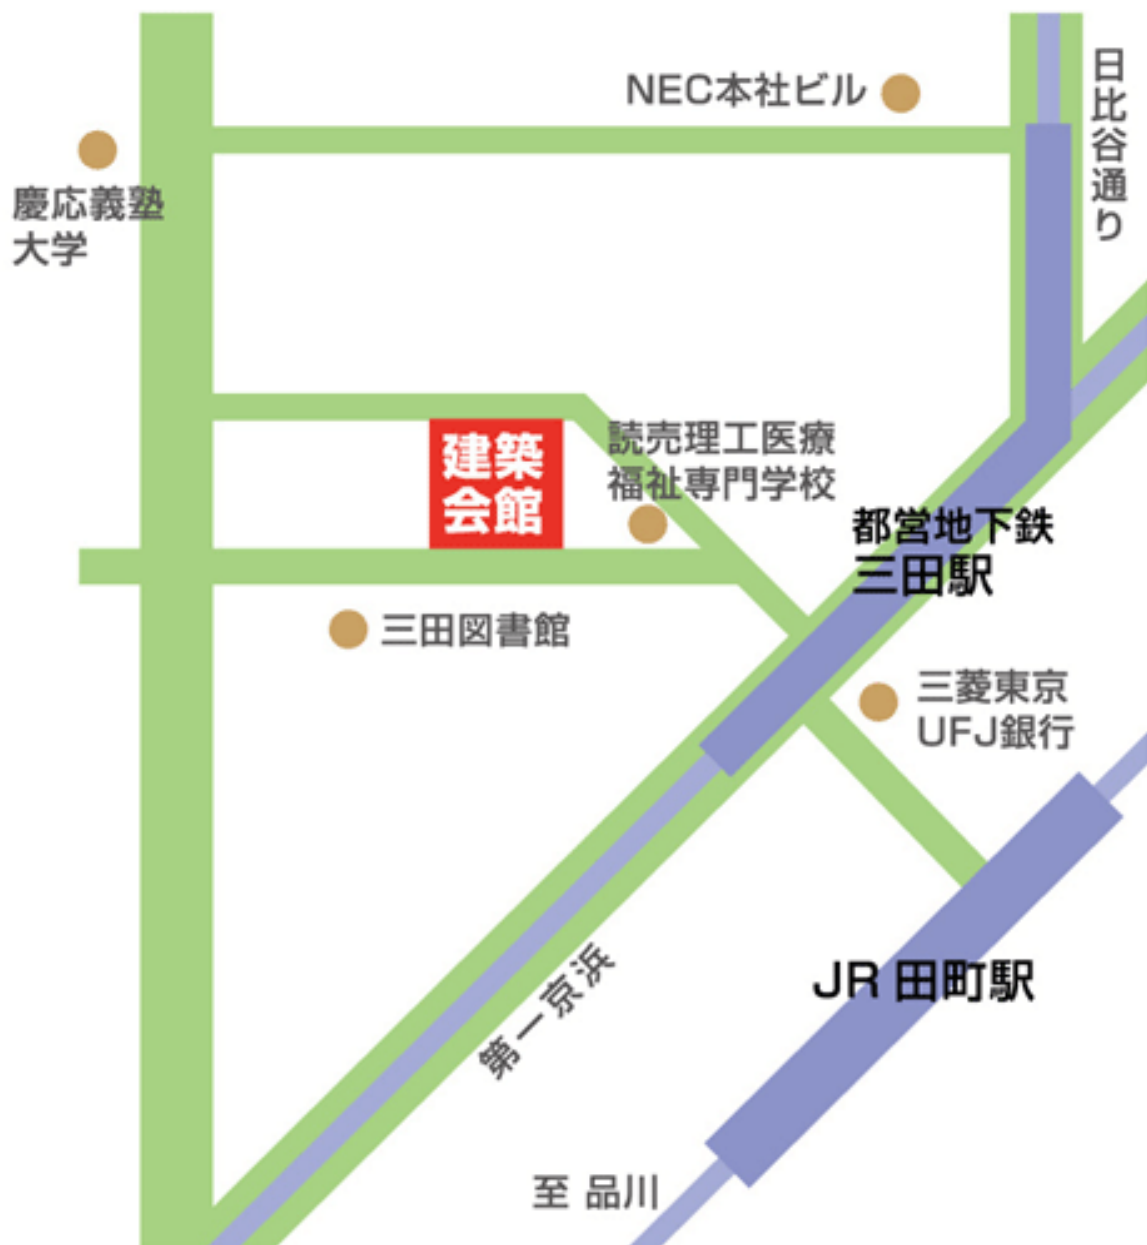 NEC本社ビル
日比谷通り
慶応義塾
大学
建築
会館
読売理工医療
福祉専門学校
都営地下鉄
三田駅
三田図書館
三菱東京
UFJ銀行
第一京浜
JR 田町駅
至 品川